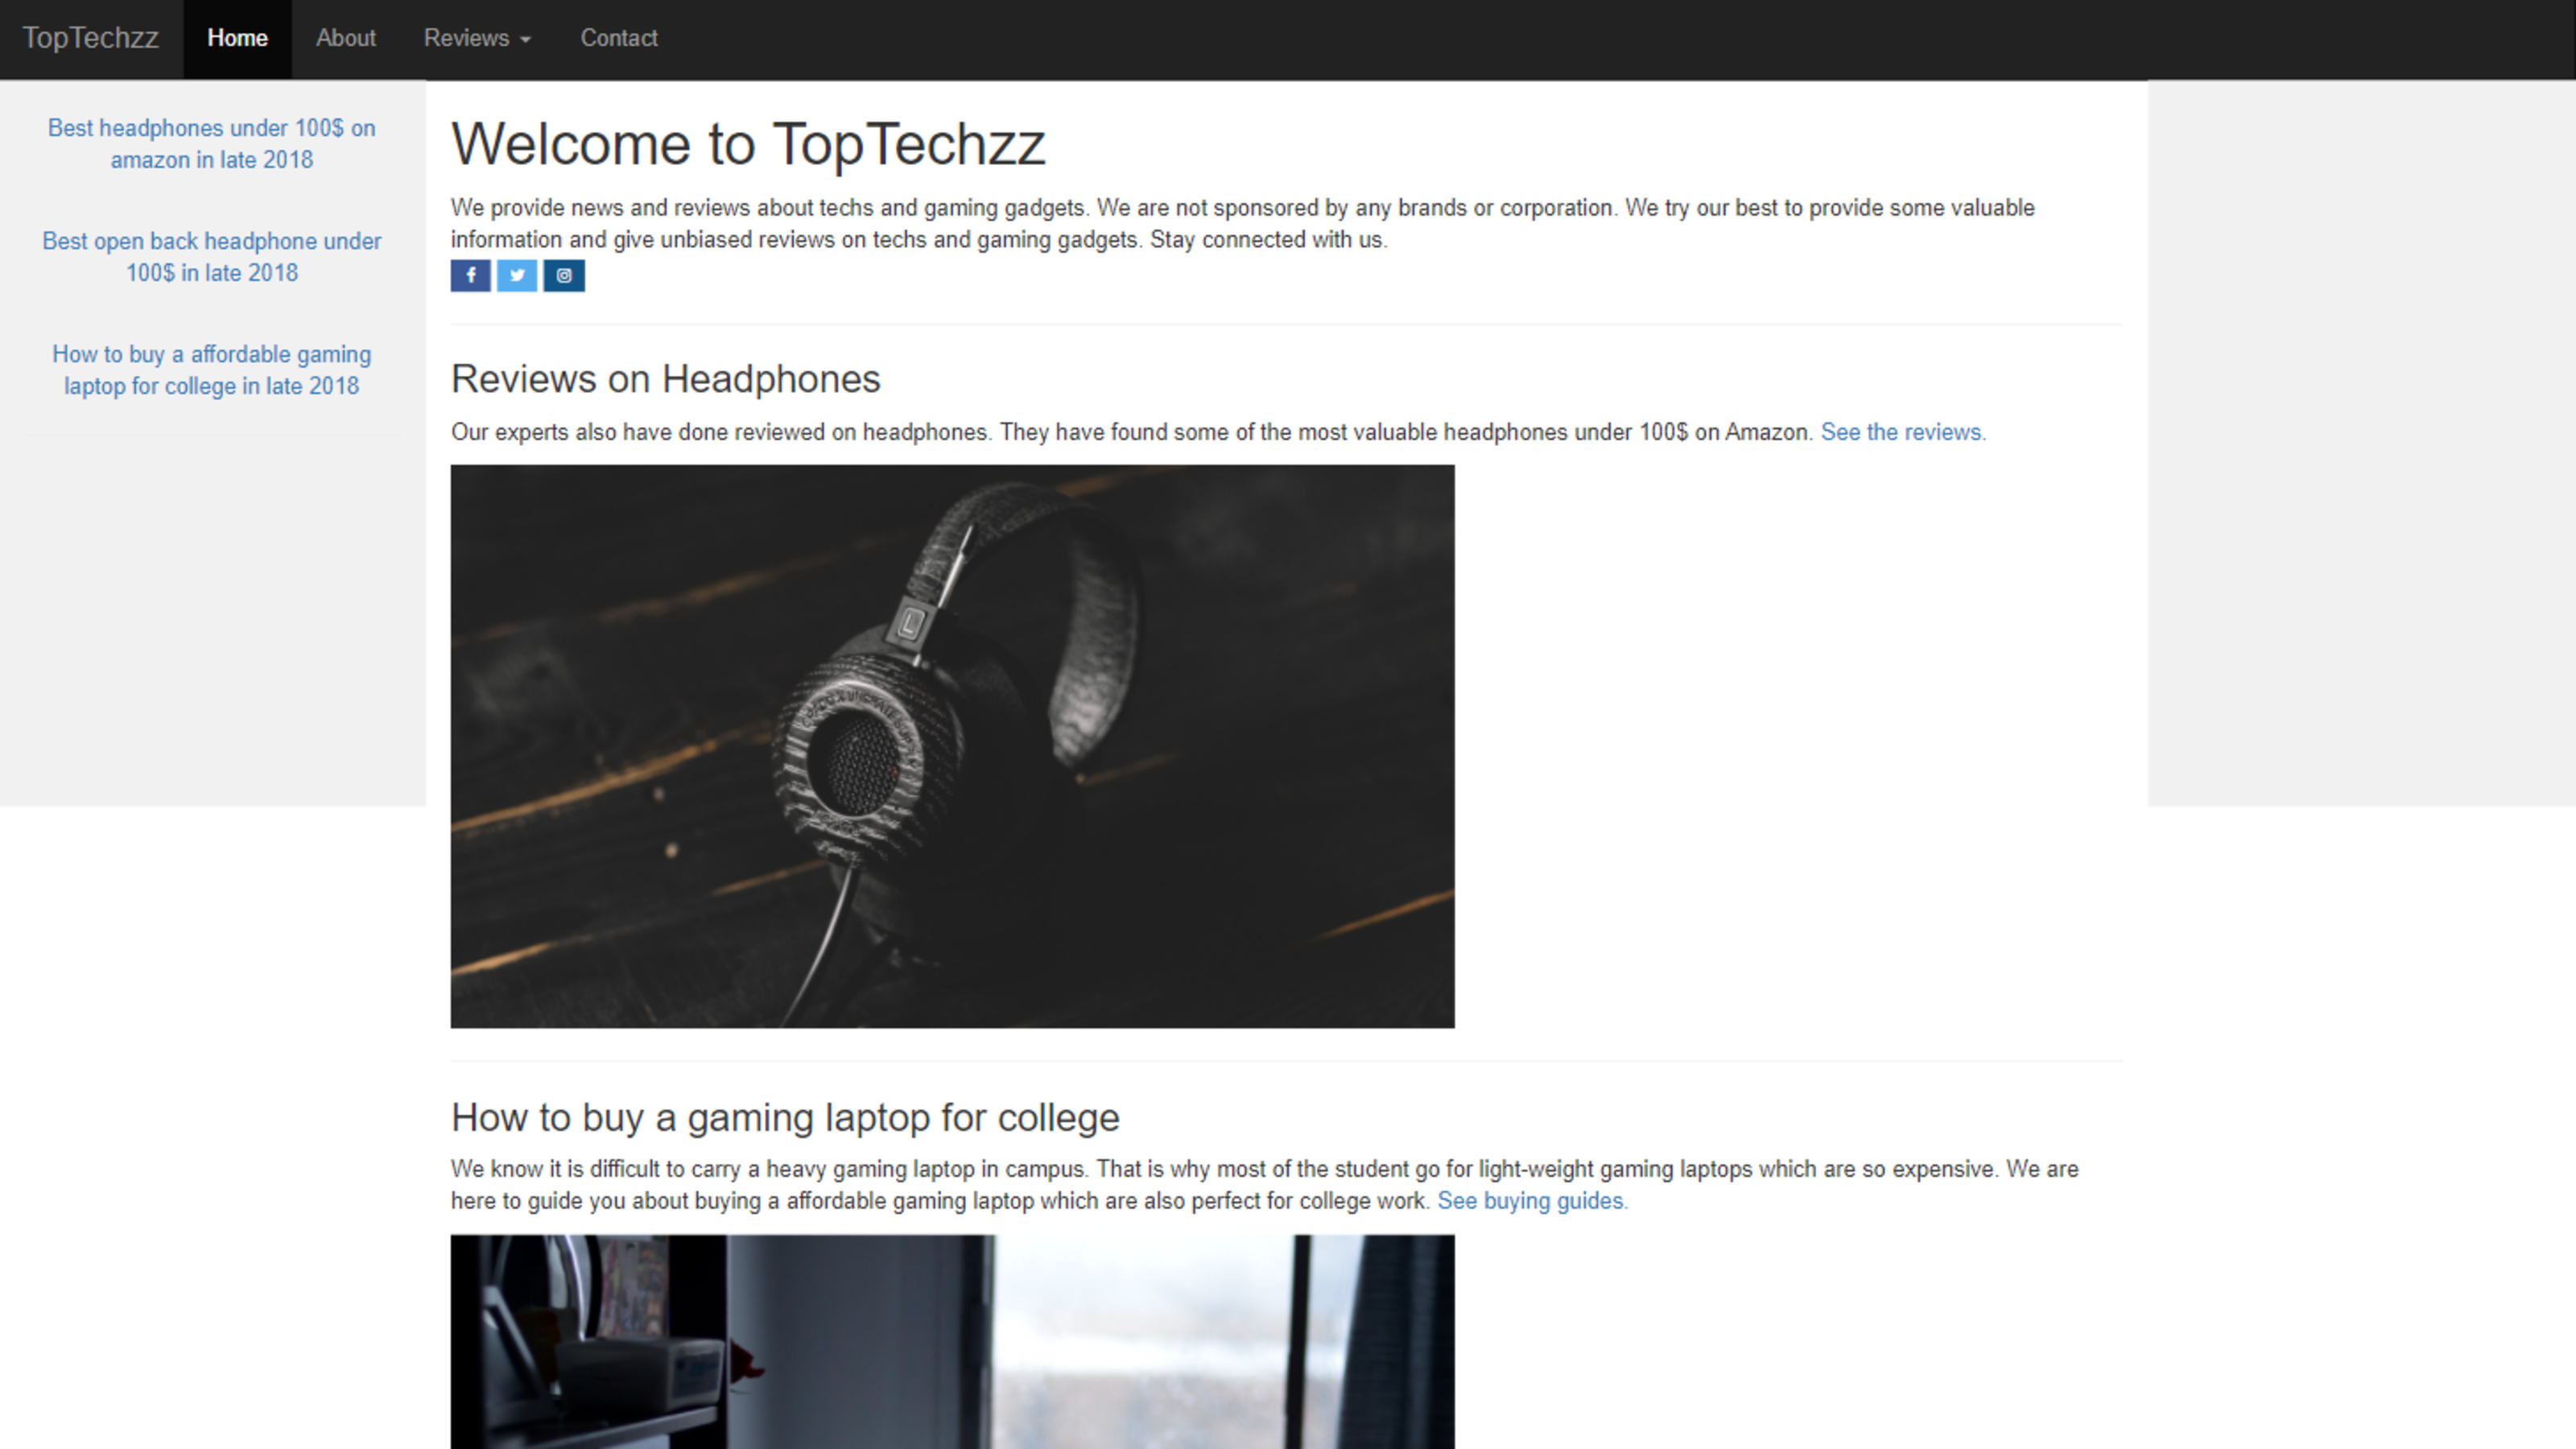 TopTechzz Home About Reviews Contact
Best headphones under 100$ on
amazon in late 2018
Best open back headphone under
100$ in late 2018
How to buy a affordable gaming
laptop for college in late 2018
Welcome to TopTechzz
We provide news and reviews about techs and gaming gadgets. We are not sponsored by any brands or corporation. We try our best to provide some valuable
information and give unbiased reviews on techs and gaming gadgets. Stay connected with us.
Reviews on Headphones
Our experts also have done reviewed on headphones. They have found some of the most valuable headphones under 100$ on Amazon. See the reviews.
L
How to buy a gaming laptop for college
We know it is difficult to carry a heavy gaming laptop in campus. That is why most of the student go for light-weight gaming laptops which are so expensive. We are
here to guide you about buying a affordable gaming laptop which are also perfect for college work. See buying guides.